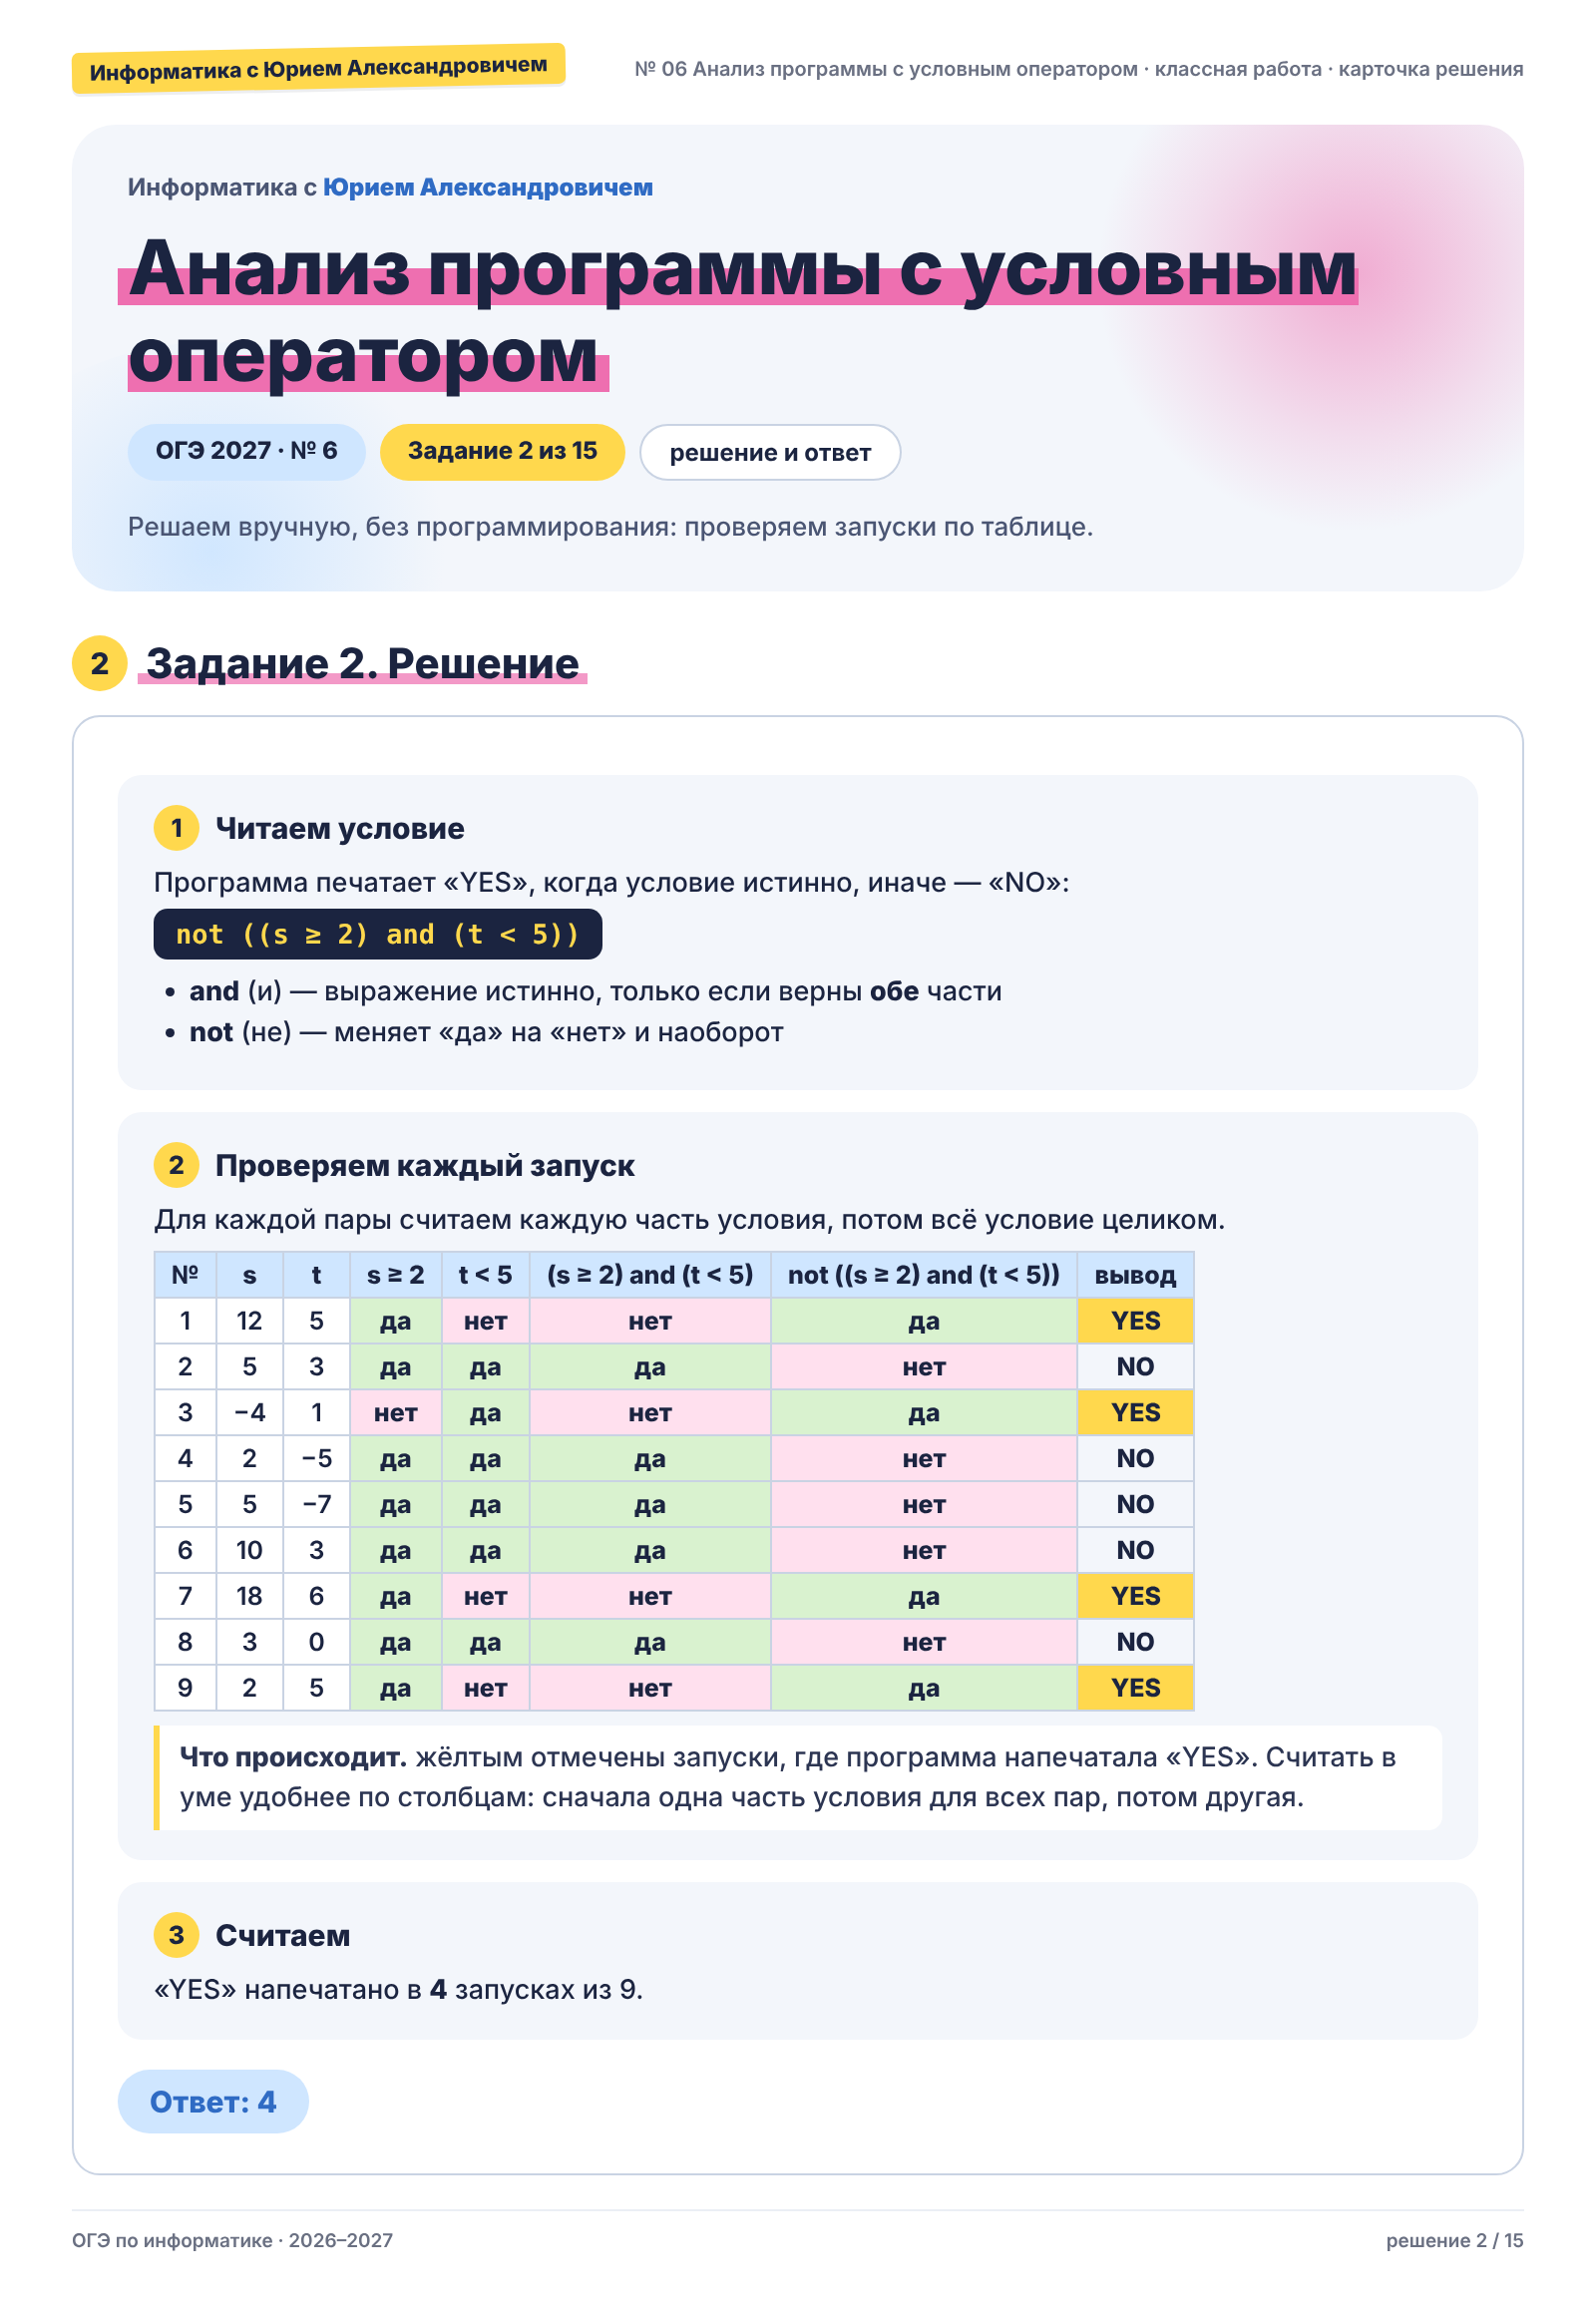 Информатика с Юрием Александровичем
№ 06 Анализ программы с условным оператором · классная работа · карточка решения
Информатика с Юрием Александровичем
Анализ программы с условным
оператором
ОГЭ 2027 · № 6
Задание 2 из 15
решение и ответ
Решаем вручную, без программирования: проверяем запуски по таблице.
2 Задание 2. Решение
1 Читаем условие
Программа печатает «YES», когда условие истинно, иначе — «NO»:
not ((s ≥ 2) and (t < 5))
• and (и) — выражение истинно, только если верны обе части
• not (не) — меняет «да» на «нет» и наоборот
2 Проверяем каждый запуск
Для каждой пары считаем каждую часть условия, потом всё условие целиком.
№ s t s ≥ 2 t < 5 (s ≥ 2) and (t < 5) not ((s ≥ 2) and (t < 5)) вывод
1 12 5 да нет нет да YES
2 5 3 да да да нет NO
3 −4 1 нет да нет да YES
4 2 −5 да да да нет NO
5 5 −7 да да да нет NO
6 10 3 да да да нет NO
7 18 6 да нет нет да YES
8 3 0 да да да нет NO
9 2 5 да нет нет да YES
Что происходит. жёлтым отмечены запуски, где программа напечатала «YES». Считать в
уме удобнее по столбцам: сначала одна часть условия для всех пар, потом другая.
3 Считаем
«YES» напечатано в 4 запусках из 9.
Ответ: 4
ОГЭ по информатике · 2026–2027
решение 2 / 15